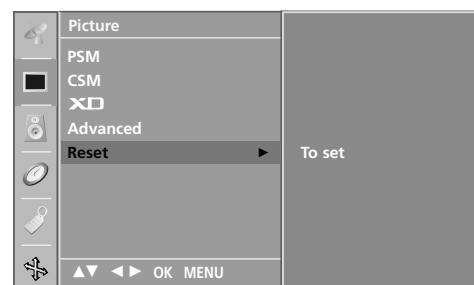 Picture
PSM
CSM
XD
Advanced
Reset ► To set
▲▼ ◄► OK MENU